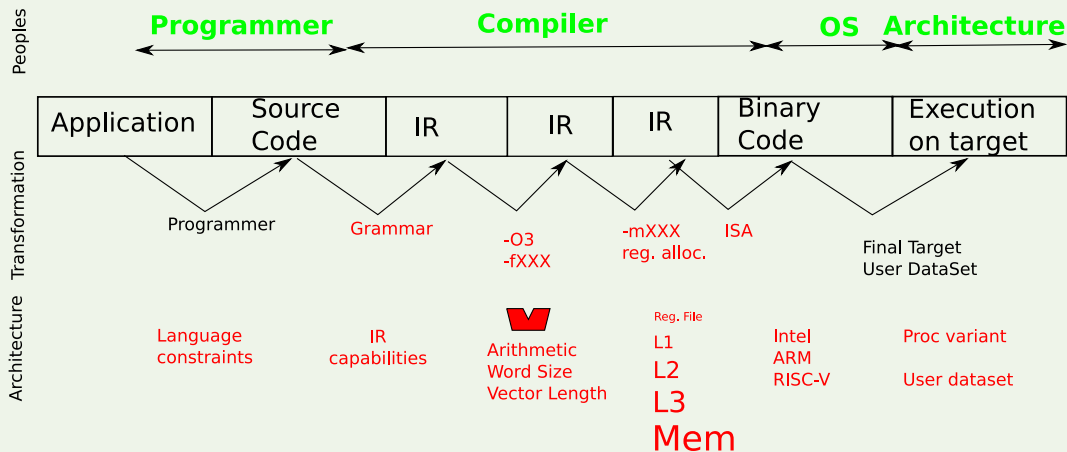 Peoples
Programmer
Compiler
OS
Architecture
Application
Source
Code
IR
IR
IR
Binary
Code
Execution
on target
Transformation
Programmer
Grammar
-O3
-fXXX
-mXXX
reg. alloc.
ISA
Final Target
User DataSet
Architecture
Language
constraints
IR
capabilities
Arithmetic
Word Size
Vector Length
Reg. File
L1
L2
L3
Mem
Intel
ARM
RISC-V
Proc variant
User dataset